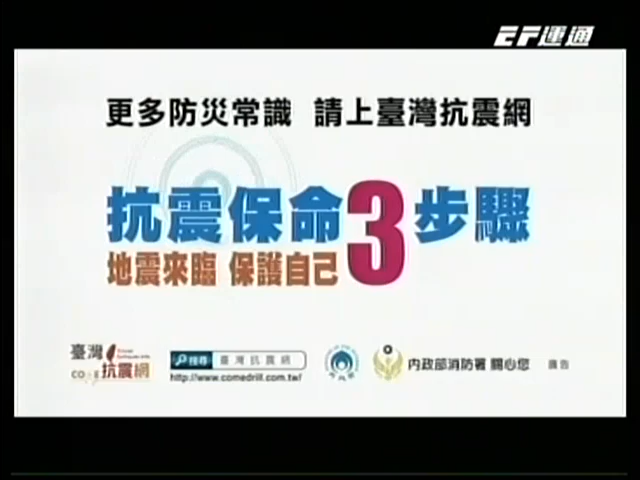 EF運通
更多防災常識 請上臺灣抗震網
抗震保命3步驟
地震來臨 保護自己
臺灣
COME 抗震網
搜尋 臺灣抗震網
http://www.comedrill.com.tw/
內政部消防署 關心您 廣告